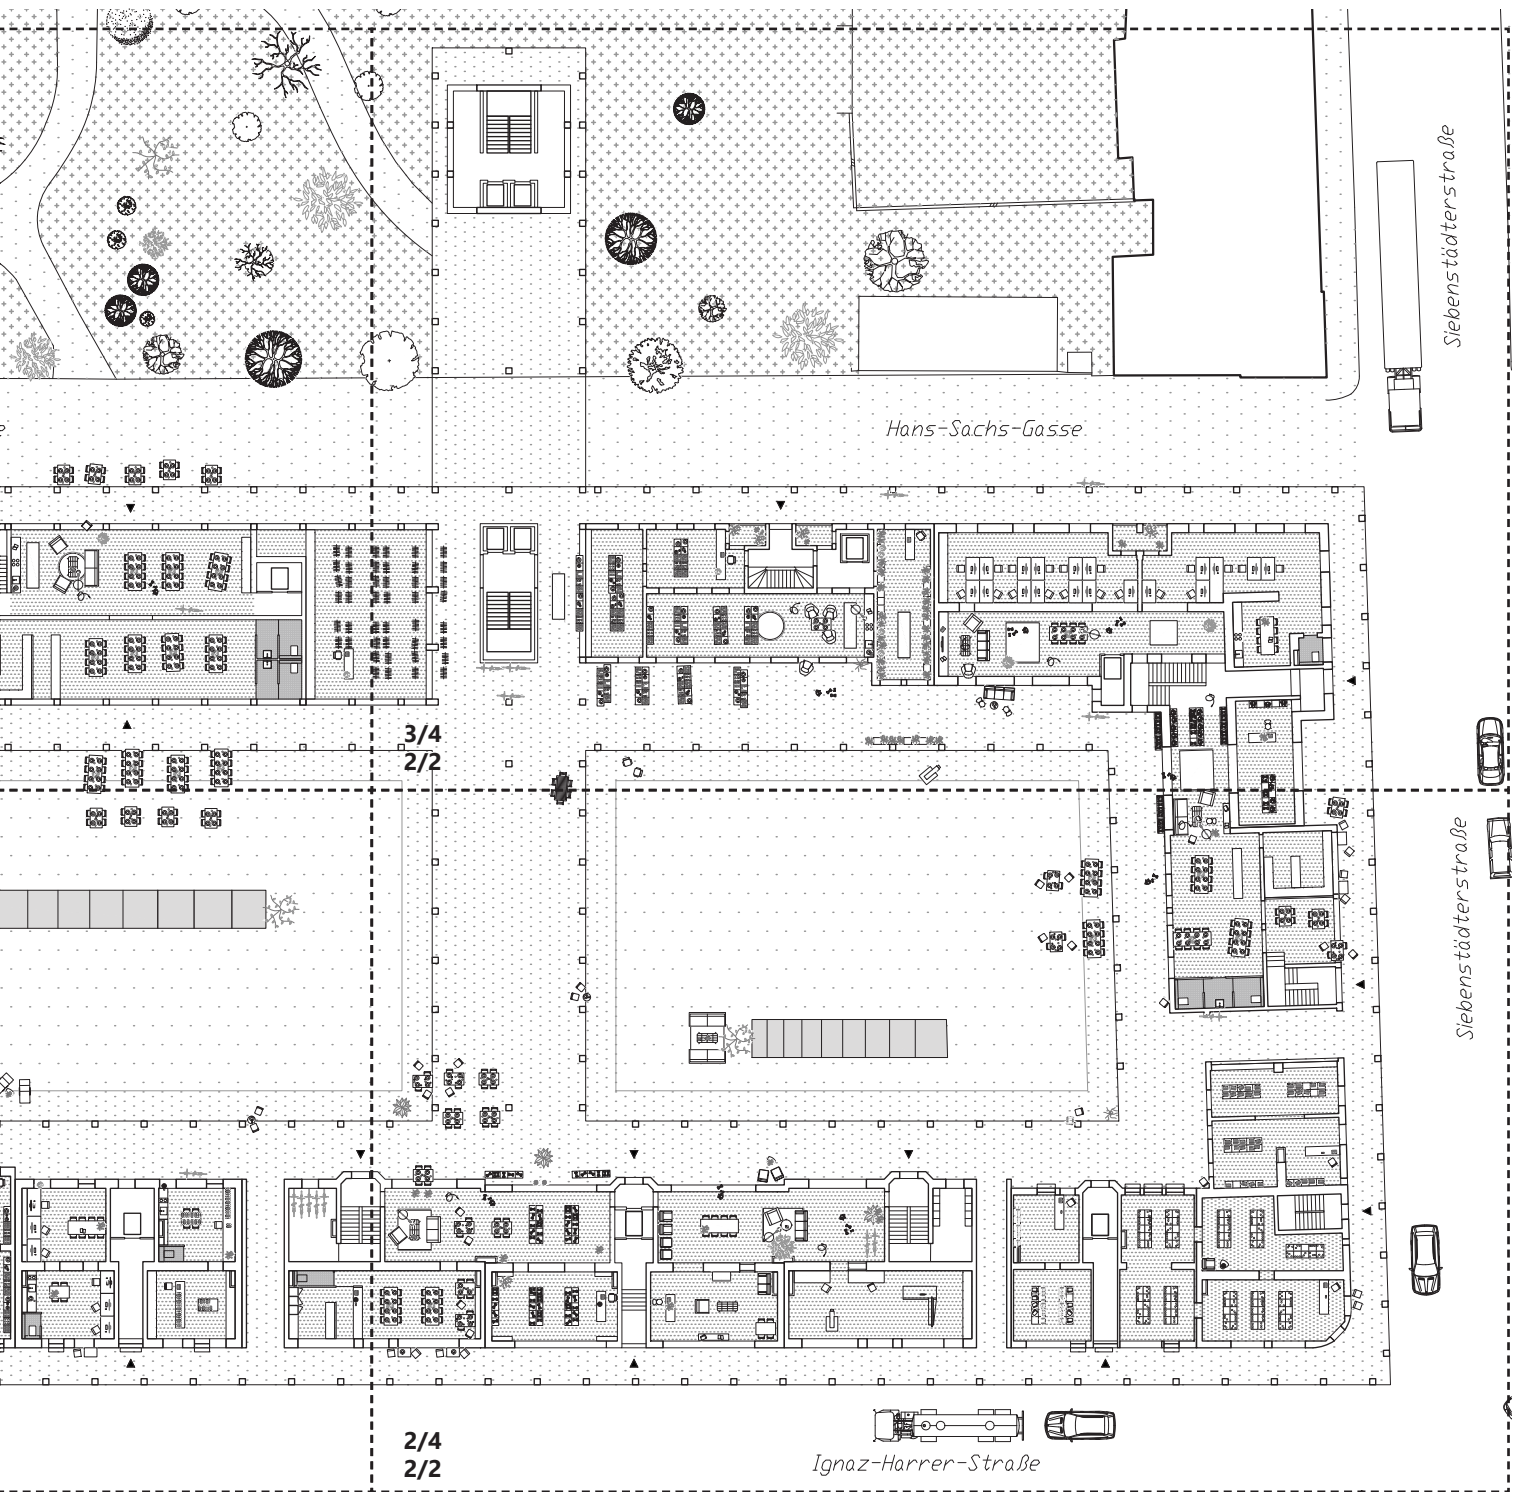 Siebenstädterstraße
Hans-Sachs-Gasse
3/4
2/2
Siebenstädterstraße
2/4
2/2
Ignaz-Harrer-Straße